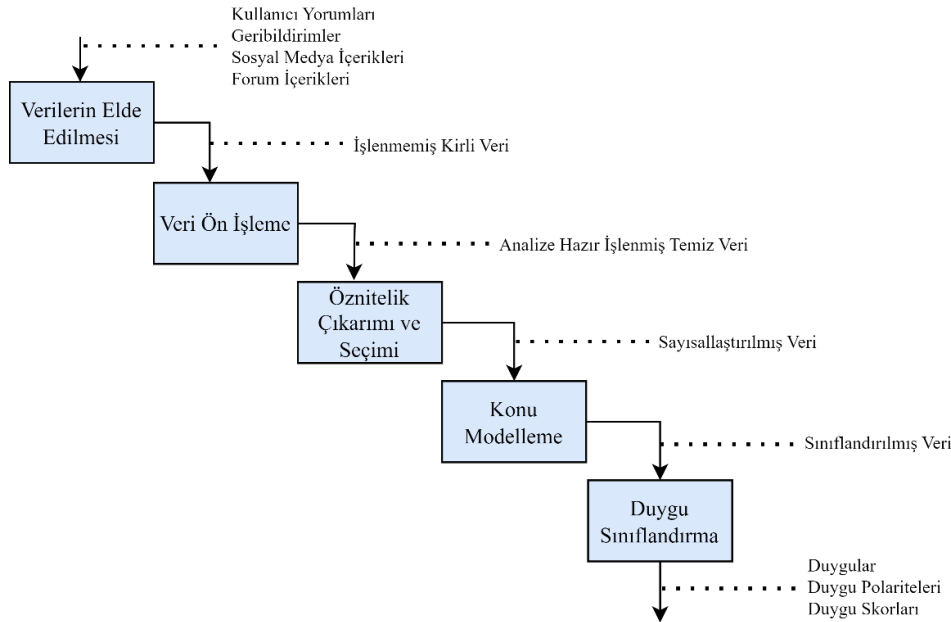 Kullanıcı Yorumları
Geribildirimler
Sosyal Medya İçerikleri
Forum İçerikleri
Verilerin Elde
Edilmesi
İşlenmemiş Kirli Veri
Veri Ön İşleme
Analize Hazır İşlenmiş Temiz Veri
Öznitelik
Çıkarımı ve
Seçimi
Sayısallaştırılmış Veri
Konu
Modelleme
Sınıflandırılmış Veri
Duygu
Sınıflandırma
Duygular
Duygu Polariteleri
Duygu Skorları